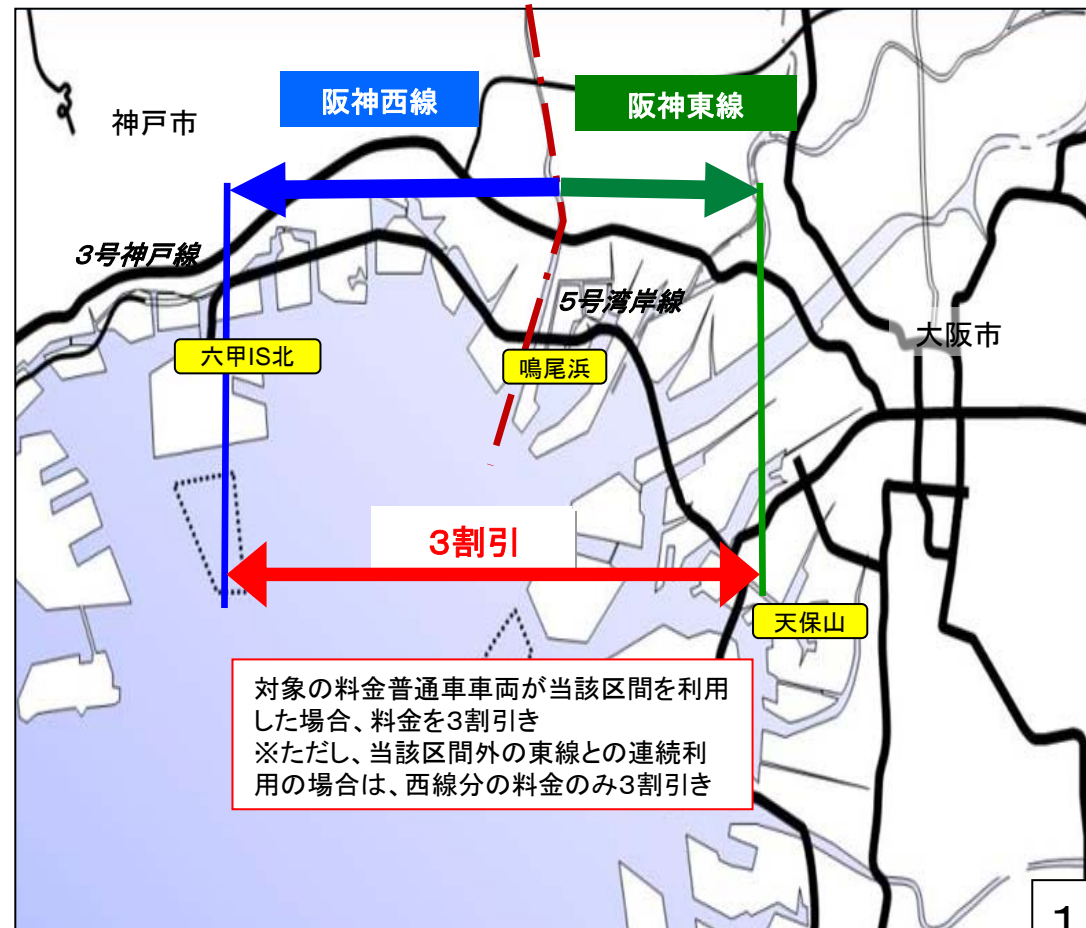 阪神西線
阪神東線
神戸市
3号神戸線
5号湾岸線
大阪市
六甲IS北
鳴尾浜
3割引
天保山
対象の料金普通車車両が当該区間を利用
した場合、料金を3割引き
※ただし、当該区間外の東線との連続利
用の場合は、西線分の料金のみ3割引き
1